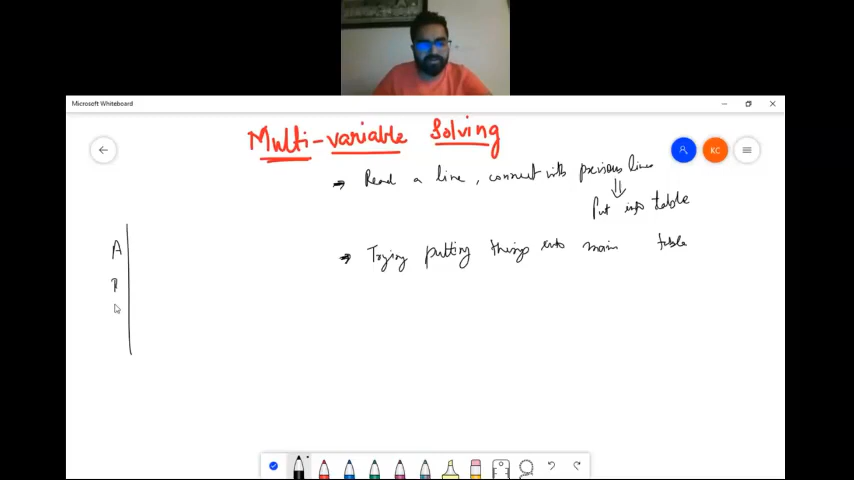 Microsoft Whiteboard
Multi-variable Solving
Read a line, connect with previous lines
KC
Put into table
A
Trying putting things into main table